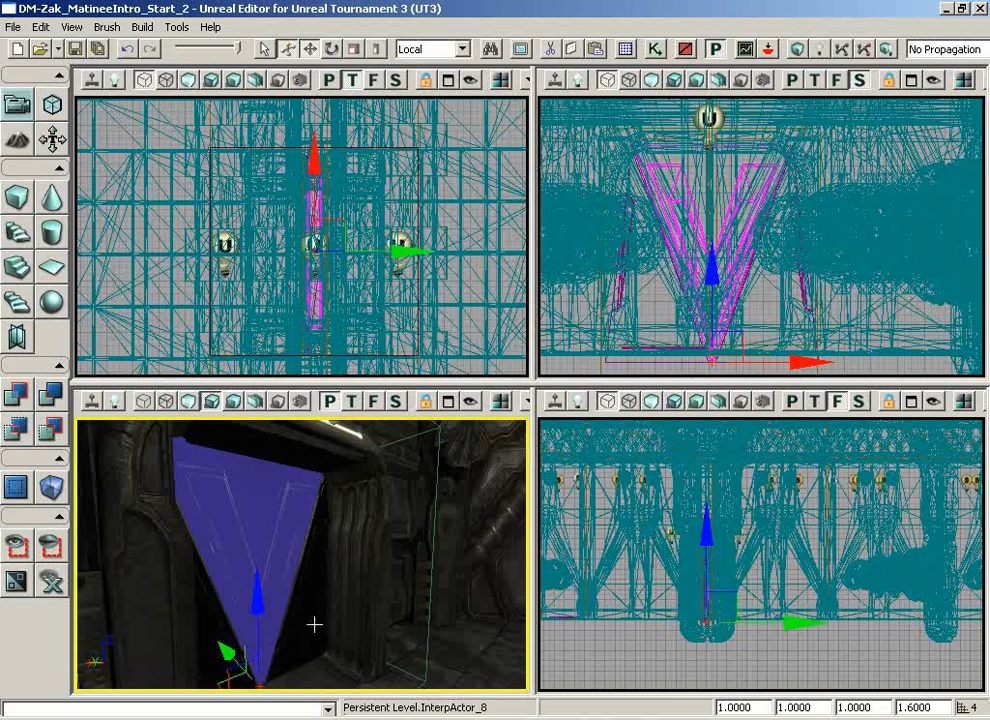 DM-Zak_MatineeIntro_Start_2 - Unreal Editor for Unreal Tournament 3 (UT3)
File Edit View Brush Build Tools Help
Local
K
P
No Propagation
P T F S
P T F S
U
U U U
P T F S
P T F S
Persistent Level.InterpActor_8
1.0000 1.0000 1.0000 1.6000 4